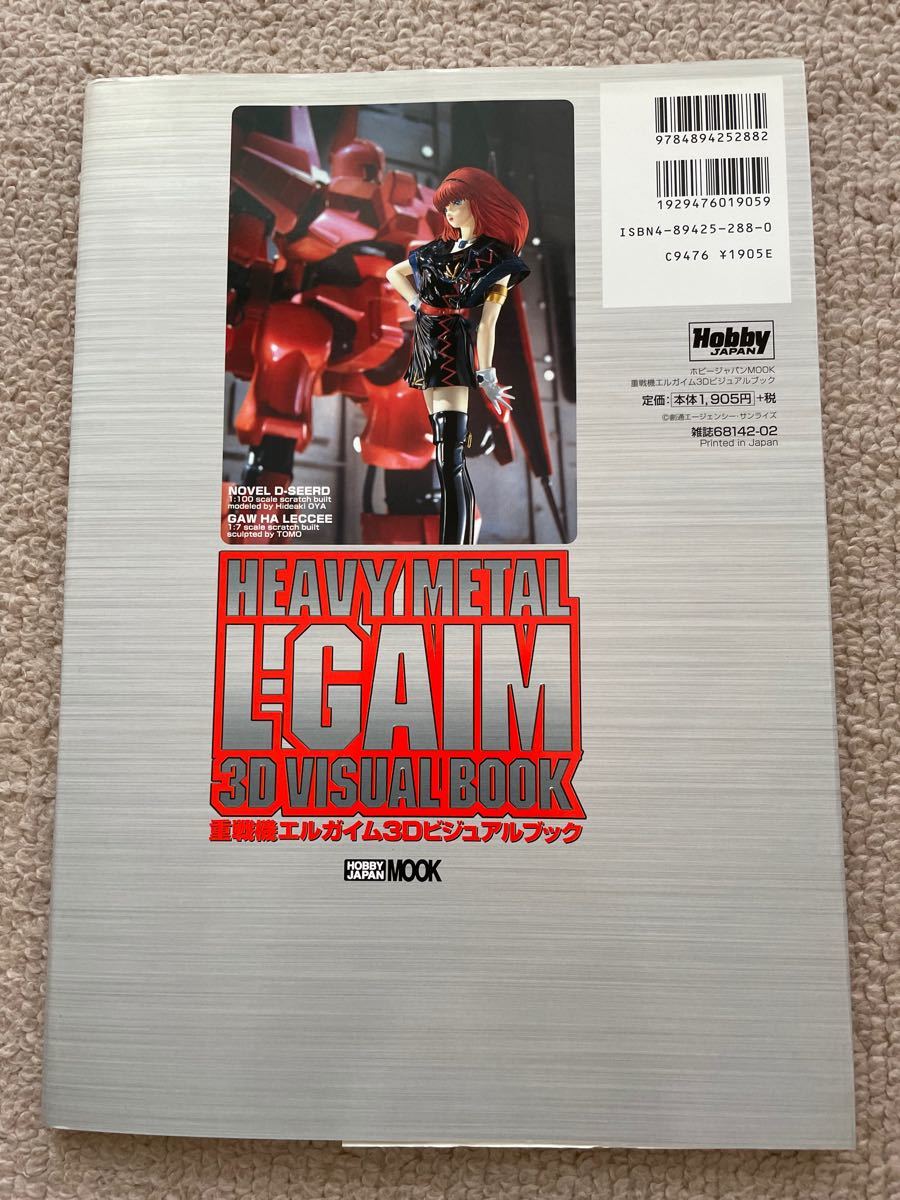 9784894252882
1929476019059
ISBN4-89425-288-0
C9476 ¥1905E
Hobby
JAPAN
ホビージャパンMOOK
重戦機エルガイム3Dビジュアルブック
定価:本体1,905円+税
©創通エージェンシー・サンライズ
雑誌68142-02
Printed in Japan
NOVEL D-SEERD
1:100 scale scratch built
modeled by Hideaki OYA
GAW HA LECCEE
1:7 scale scratch built
sculpted by TOMO
HEAVY METAL
L-GAIM
3D VISUAL BOOK
重戦機エルガイム3Dビジュアルブック
HOBBY
JAPAN MOOK